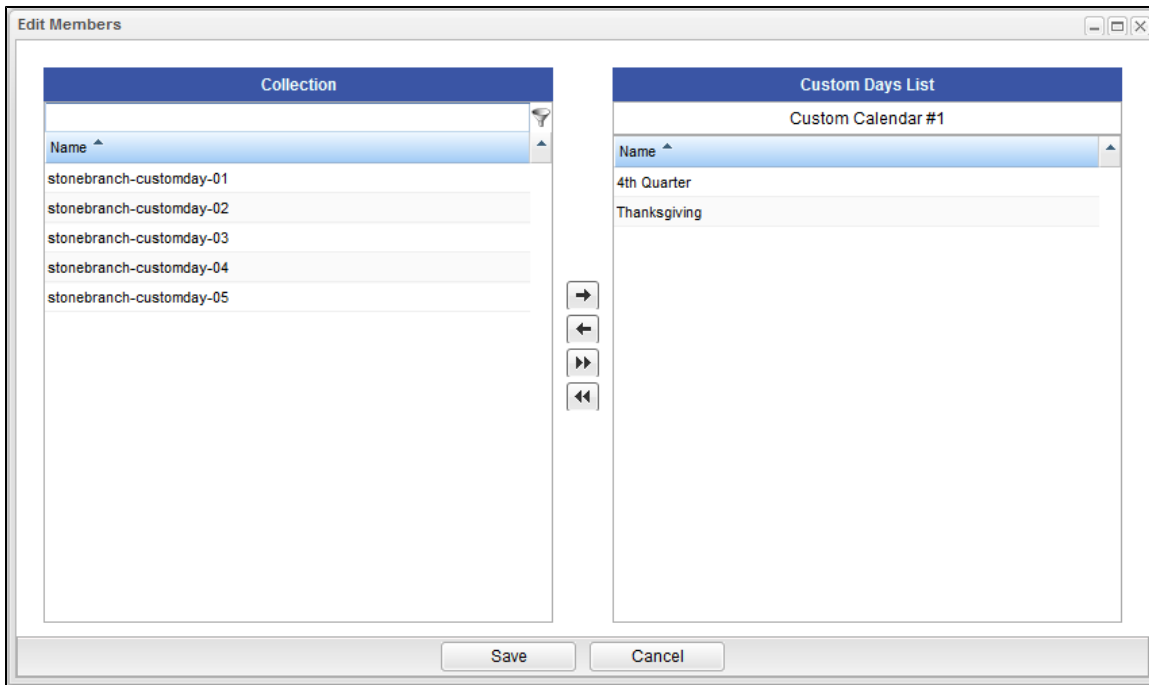 Edit Members
Collection
Name
stonebranch-customday-01
stonebranch-customday-02
stonebranch-customday-03
stonebranch-customday-04
stonebranch-customday-05
Custom Days List
Custom Calendar #1
Name
4th Quarter
Thanksgiving
Save
Cancel